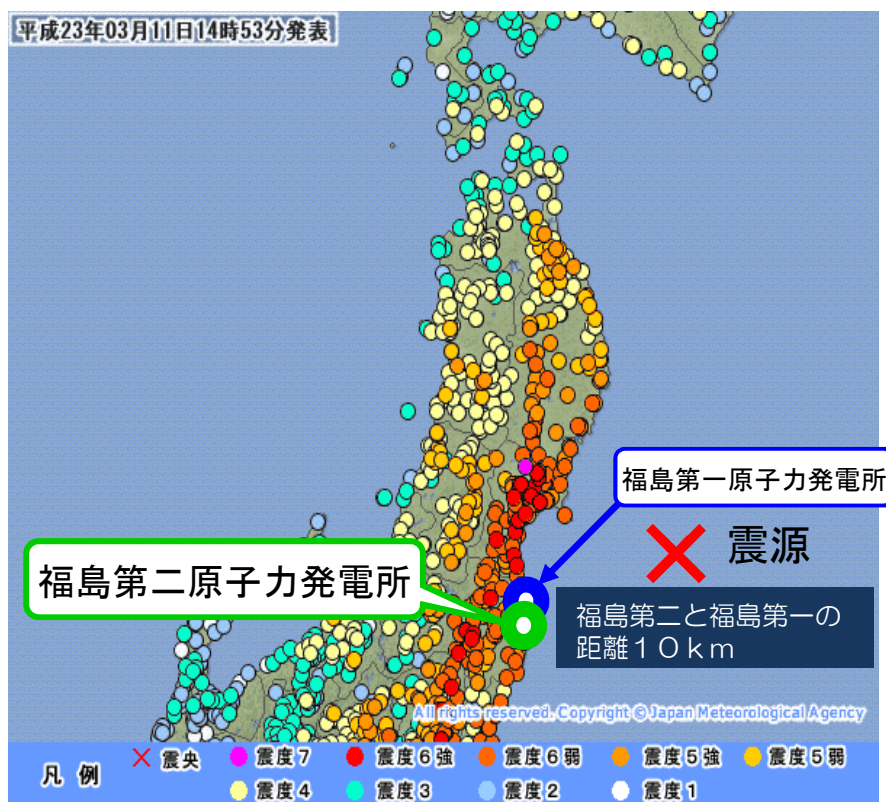 平成23年03月11日14時53分発表
福島第一原子力発電所
震源
福島第二原子力発電所
福島第二と福島第一の
距離10km
All rights reserved. Copyright © Japan Meteorological Agency
凡 例
震央
震度7
震度6強
震度6弱
震度5強
震度5弱
震度4
震度3
震度2
震度1